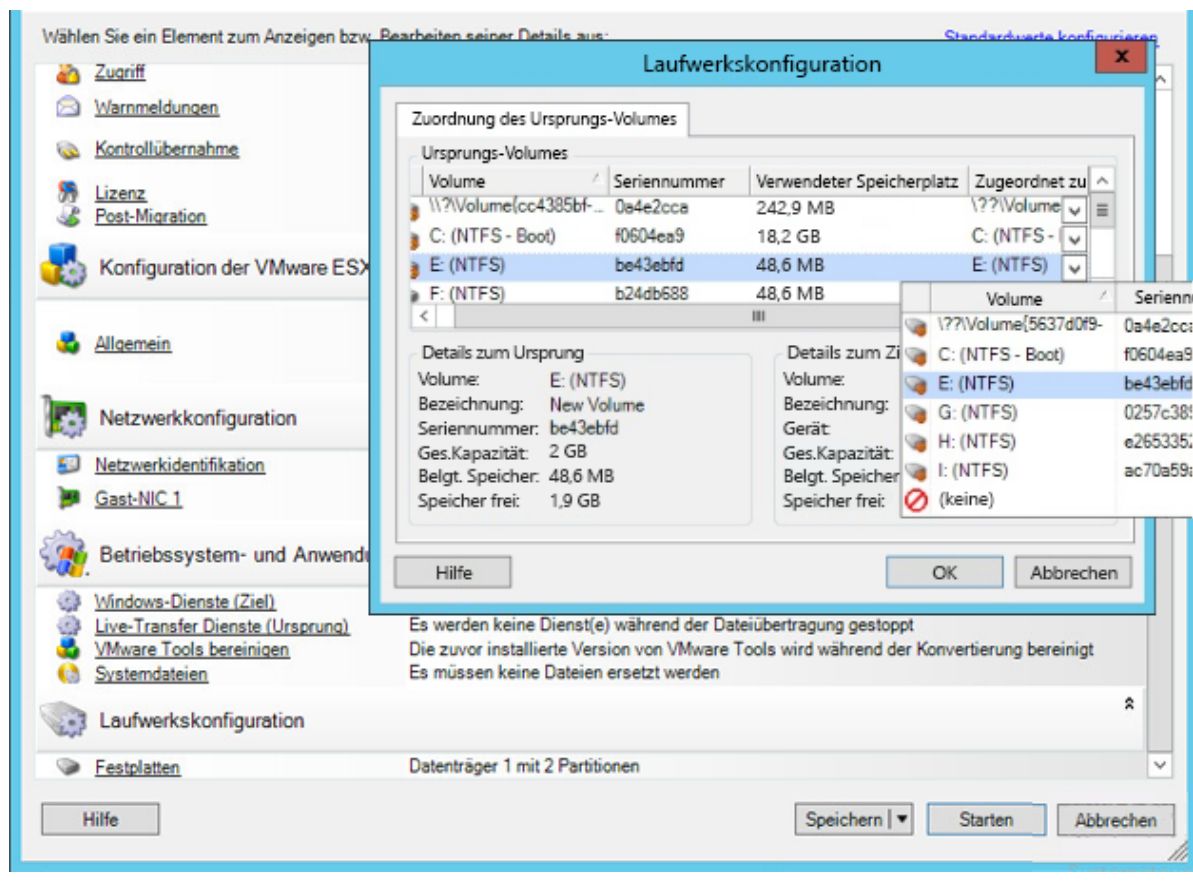 Wählen Sie ein Element zum Anzeigen bzw. Bearbeiten seiner Details aus:
Standardwerte konfigurieren
Zugriff
Warnmeldungen
Kontrollübernahme
Lizenz
Post-Migration
Konfiguration der VMware ESX
Allgemein
Netzwerkkonfiguration
Netzwerkidentifikation
Gast-NIC 1
Betriebssystem- und Anwendu
Windows-Dienste (Ziel)
Live-Transfer Dienste (Ursprung) Es werden keine Dienst(e) während der Dateiübertragung gestoppt
VMware Tools bereinigen Die zuvor installierte Version von VMware Tools wird während der Konvertierung bereinigt
Systemdateien Es müssen keine Dateien ersetzt werden
Laufwerkskonfiguration
Festplatten Datenträger 1 mit 2 Partitionen
Hilfe Speichern Starten Abbrechen
Laufwerkskonfiguration x
Zuordnung des Ursprungs-Volumes
Ursprungs-Volumes
Volume Seriennummer Verwendeter Speicherplatz Zugeordnet zu
\\?\Volume{cc4385bf-... 0a4e2cca 242,9 MB \??\Volume
C: (NTFS - Boot) f0604ea9 18,2 GB C: (NTFS -
E: (NTFS) be43ebfd 48,6 MB E: (NTFS)
F: (NTFS) b24db688 48,6 MB
Details zum Ursprung
Volume: E: (NTFS)
Bezeichnung: New Volume
Seriennummer: be43ebfd
Ges.Kapazität: 2 GB
Belgt. Speicher: 48,6 MB
Speicher frei: 1,9 GB
Details zum Zi
Volume:
Bezeichnung:
Gerät:
Ges.Kapazität:
Belgt. Speicher
Speicher frei:
Volume Seriennu
\??\Volume{5637d0f9- 0a4e2cca
C: (NTFS - Boot) f0604ea9
E: (NTFS) be43ebfd
G: (NTFS) 0257c389
H: (NTFS) e2653352
I: (NTFS) ac70a59a
(keine)
Hilfe OK Abbrechen